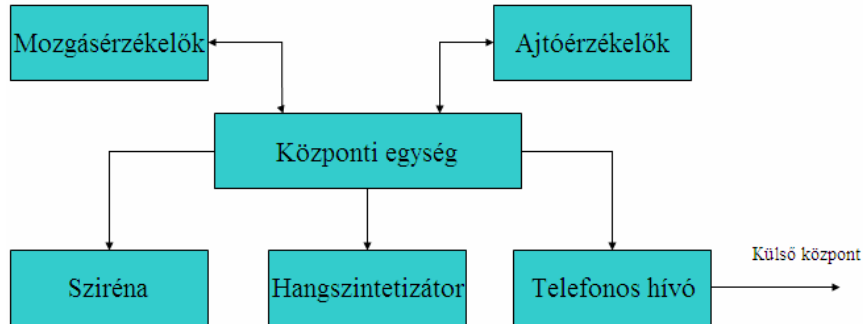 Mozgásérzékelők
Ajtóérzékelők
Központi egység
Sziréna
Hangszintetizátor
Telefonos hívó
Külső központ